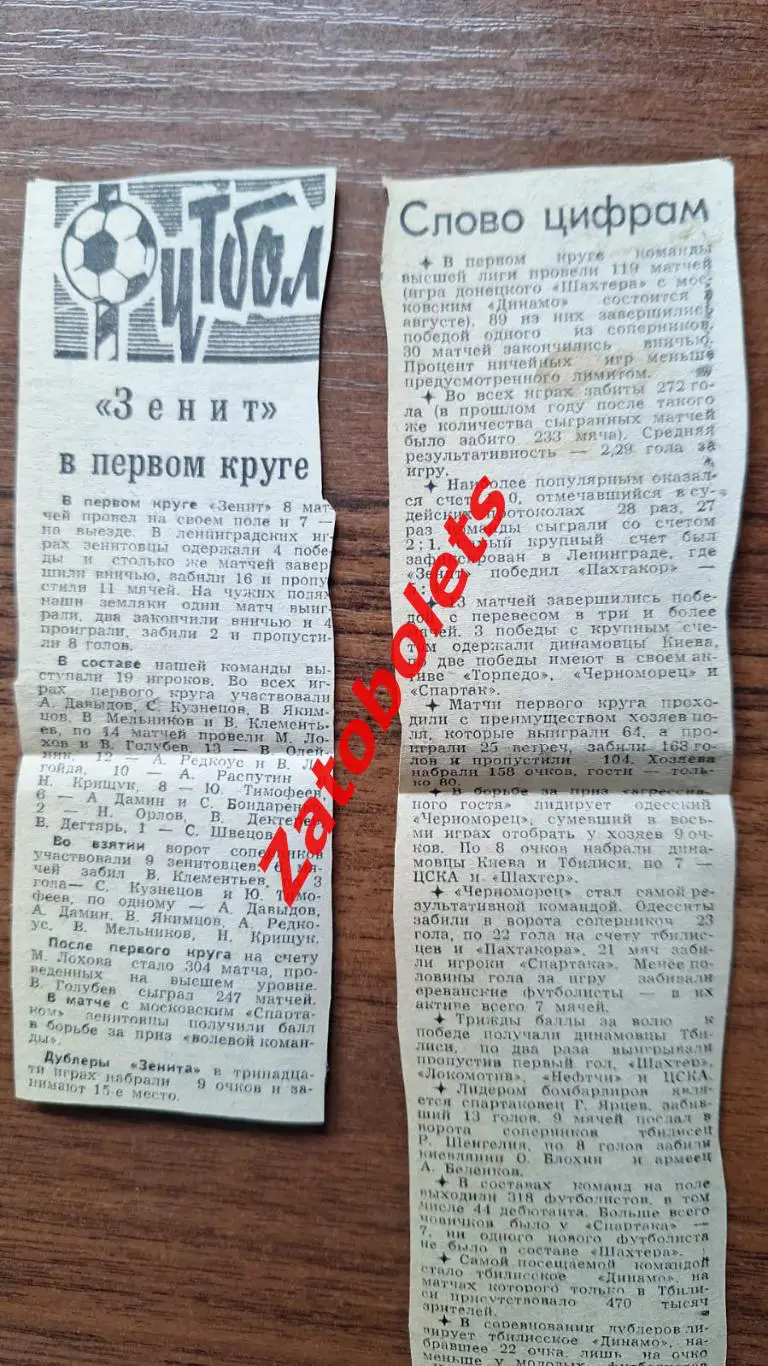 Футбол
«Зенит»
в первом круге
В первом круге «Зенит» 8 мат-
чей провел на своем поле и 7 —
на выезде. В ленинградских иг-
рах зенитовцы одержали 4 побе-
ды и столько же матчей завер-
шили вничью, забили 16 и пропу-
стили 11 мячей. На чужих полях
наши земляки один матч выиг-
рали, два закончили вничью и 4
проиграли, забили 2 и пропусти-
ли 8 голов.
В составе нашей команды вы-
ступали 19 игроков. Во всех иг-
рах первого круга участвовали
А. Давыдов, С. Кузнецов, В. Яким-
цов, В. Мельников и В. Клементь-
ев, по 14 матчей провели М. Ло-
хов и В. Голубев, 13 — В. Олей-
ник, 12 — А. Редкоус и В. Ла-
гойда, 10 — А. Распутин и
Н. Крищук, 8 — Ю. Тимофеев,
6 — А. Дамин и С. Бондаренко,
2 — Н. Орлов, В. Дектерев,
В. Дегтярь, 1 — С. Швецов.
Во взятии ворот соперников
участвовали 9 зенитовцев: 6 мя-
чей забил В. Клементьев, 3
гола — С. Кузнецов и Ю. Тимо-
феев, по одному — А. Давыдов,
А. Дамин, В. Якимцов, А. Редко-
ус, В. Мельников, Н. Крищук.
После первого круга на счету
М. Лохова стало 304 матча, про-
веденных на высшем уровне.
В. Голубев сыграл 247 матчей.
В матче с московским «Спарта-
ком» зенитовцы получили балл
в борьбе за приз «волевой коман-
ды».
Дублеры «Зенита» в тринадца-
ти играх набрали 9 очков и за-
нимают 15-е место.
Слово цифрам
✦ В первом круге команды
высшей лиги провели 119 матчей
(игра донецкого «Шахтера» с мос-
ковским «Динамо» состоится в
августе). 89 из них завершились
победой одного из соперников,
30 матчей закончились вничью.
Процент ничейных игр меньше
предусмотренного лимитом.
✦ Во всех играх забиты 272 го-
ла (в прошлом году после такого
же количества сыгранных матчей
было забито 233 мяча). Средняя
результативность — 2,29 гола за
игру.
✦ Наиболее популярным оказал-
ся счет 0, отмечавшийся в су-
дейских протоколах 28 раз, 27
раз команды сыграли со счетом
2:1. Самый крупный счет был
зафиксирован в Ленинграде, где
«Зенит» победил «Пахтакор» —
✦ 13 матчей завершились побе-
дой с перевесом в три и более
мячей. 3 победы с крупным сче-
том одержали динамовцы Киева,
по две победы имеют в своем ак-
тиве «Торпедо», «Черноморец» и
«Спартак».
✦ Матчи первого круга прохо-
дили с преимуществом хозяев по-
ля, которые выиграли 64, а про-
играли 25 встреч, забили 168 го-
лов и пропустили 104. Хозяева
набрали 158 очков, гости — толь-
ко 80.
✦ В борьбе за приз «агрессив-
ного гостя» лидирует одесский
«Черноморец», сумевший в вось-
ми играх отобрать у хозяев 9 оч-
ков. По 8 очков набрали дина-
мовцы Киева и Тбилиси, по 7 —
ЦСКА и «Шахтер».
✦ «Черноморец» стал самой ре-
зультативной командой. Одесситы
забили в ворота соперников 23
гола, по 22 гола на счету тбилис-
цев и «Пахтакора», 21 мяч заби-
ли игроки «Спартака». Менее по-
ловины гола за игру забивали
ереванские футболисты — в их
активе всего 7 мячей.
✦ Трижды баллы за волю к
победе получали динамовцы Тби-
лиси, по два раза выигрывали,
пропустив первый гол, «Шахтер»,
«Локомотив», «Нефтчи» и ЦСКА.
✦ Лидером бомбардиров явля-
ется спартаковец Г. Ярцев, забив-
ший 13 голов. 9 мячей послал в
ворота соперников тбилисец
Р. Шенгелия, по 8 голов забили
киевлянин О. Блохин и армеец
А. Беленков.
✦ В составах команд на поле
выходили 318 футболистов, в том
числе 44 дебютанта. Больше всего
новичков было у «Спартака» —
7, ни одного нового футболиста
не было в составе «Шахтера».
✦ Самой посещаемой командой
стало тбилисское «Динамо», на
матчах которого только в Тбили-
си присутствовало 470 тысяч
зрителей.
✦ В соревновании дублеров ли-
дирует тбилисское «Динамо», на-
бравшее 22 очка, лишь на очко
меньше у молодых
Zatobolets